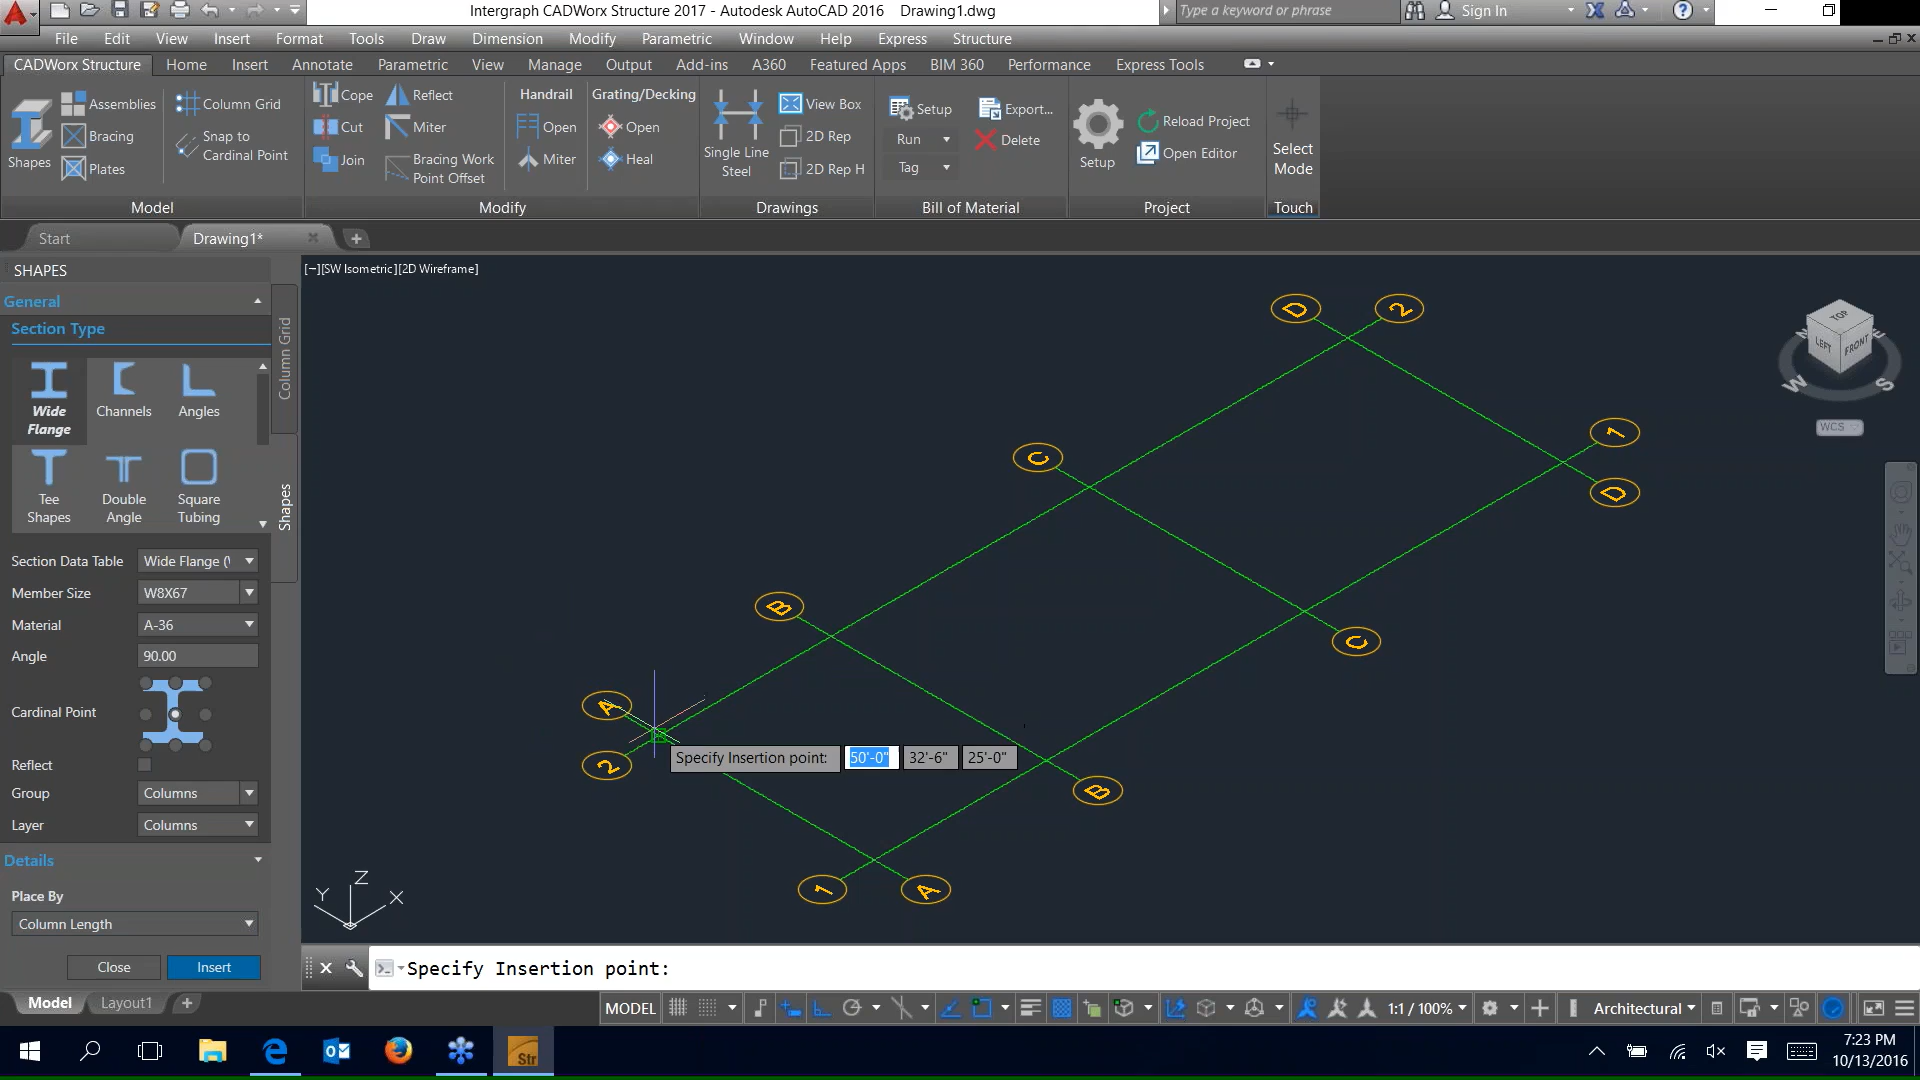 Intergraph CADWorx Structure 2017 - Autodesk AutoCAD 2016 Drawing1.dwg
Type a keyword or phrase
Sign In
File Edit View Insert Format Tools Draw Dimension Modify Parametric Window Help Express Structure
CADWorx Structure Home Insert Annotate Parametric View Manage Output Add-ins A360 Featured Apps BIM 360 Performance Express Tools
Shapes
Assemblies
Bracing
Plates
Column Grid
Snap to
Cardinal Point
Model
Cope
Cut
Join
Reflect
Miter
Bracing Work
Point Offset
Handrail
Open
Miter
Grating/Decking
Open
Heal
Modify
Single Line
Steel
View Box
2D Rep
2D Rep H
Drawings
Setup
Run
Tag
Export...
Delete
Bill of Material
Setup
Reload Project
Open Editor
Project
Select
Mode
Touch
Start
Drawing1*
SHAPES
General
Section Type
Wide
Flange
Channels
Angles
Tee
Shapes
Double
Angle
Square
Tubing
Section Data Table Wide Flange (
Member Size W8X67
Material A-36
Angle 90.00
Cardinal Point
Reflect
Group Columns
Layer Columns
Details
Place By
Column Length
Close Insert
Column Grid
Shapes
[−][SW Isometric][2D Wireframe]
D
2
C
1
D
B
C
A
2
B
1
A
Specify Insertion point: 50'-0" 32'-6" 25'-0"
Z
Y
X
TOP
LEFT
FRONT
N
E
W
S
WCS
Specify Insertion point:
Model Layout1
MODEL
1:1 / 100%
Architectural
Str
7:23 PM
10/13/2016